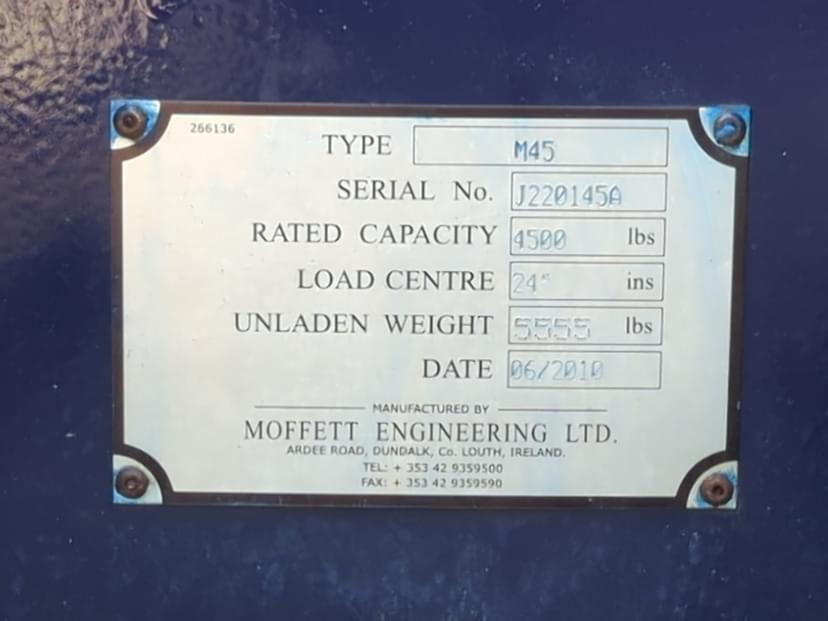 266136
TYPE M45
SERIAL No. J220145A
RATED CAPACITY 4500 lbs
LOAD CENTRE 24" ins
UNLADEN WEIGHT 5555 lbs
DATE 06/2010
MANUFACTURED BY
MOFFETT ENGINEERING LTD.
ARDEE ROAD, DUNDALK, Co. LOUTH, IRELAND.
TEL: + 353 42 9359500
FAX: + 353 42 9359590